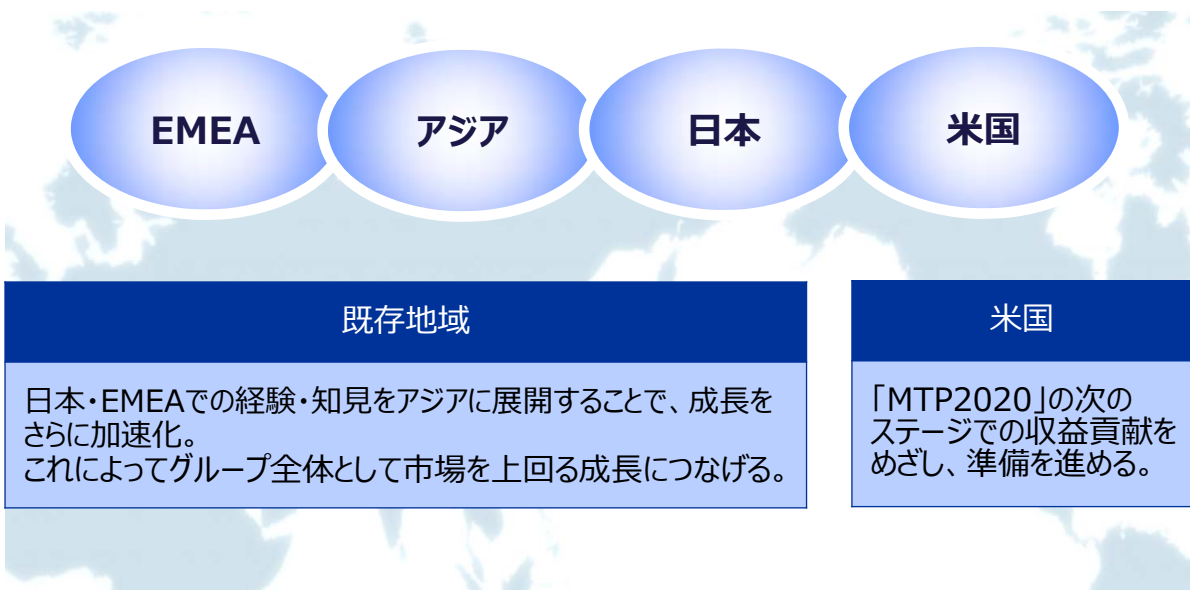 EMEA アジア 日本 米国
既存地域
日本・EMEAでの経験・知見をアジアに展開することで、成長を
さらに加速化。
これによってグループ全体として市場を上回る成長につなげる。
米国
「MTP2020」の次の
ステージでの収益貢献を
めざし、準備を進める。